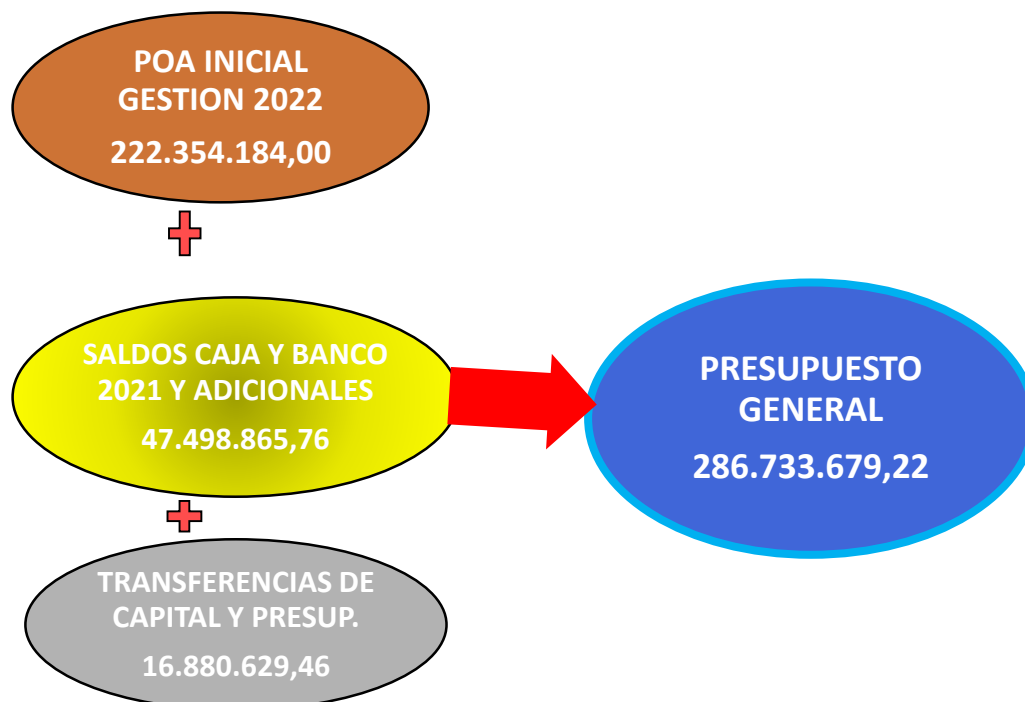 POA INICIAL
GESTION 2022
222.354.184,00
SALDOS CAJA Y BANCO
2021 Y ADICIONALES
47.498.865,76
TRANSFERENCIAS DE
CAPITAL Y PRESUP.
16.880.629,46
PRESUPUESTO
GENERAL
286.733.679,22